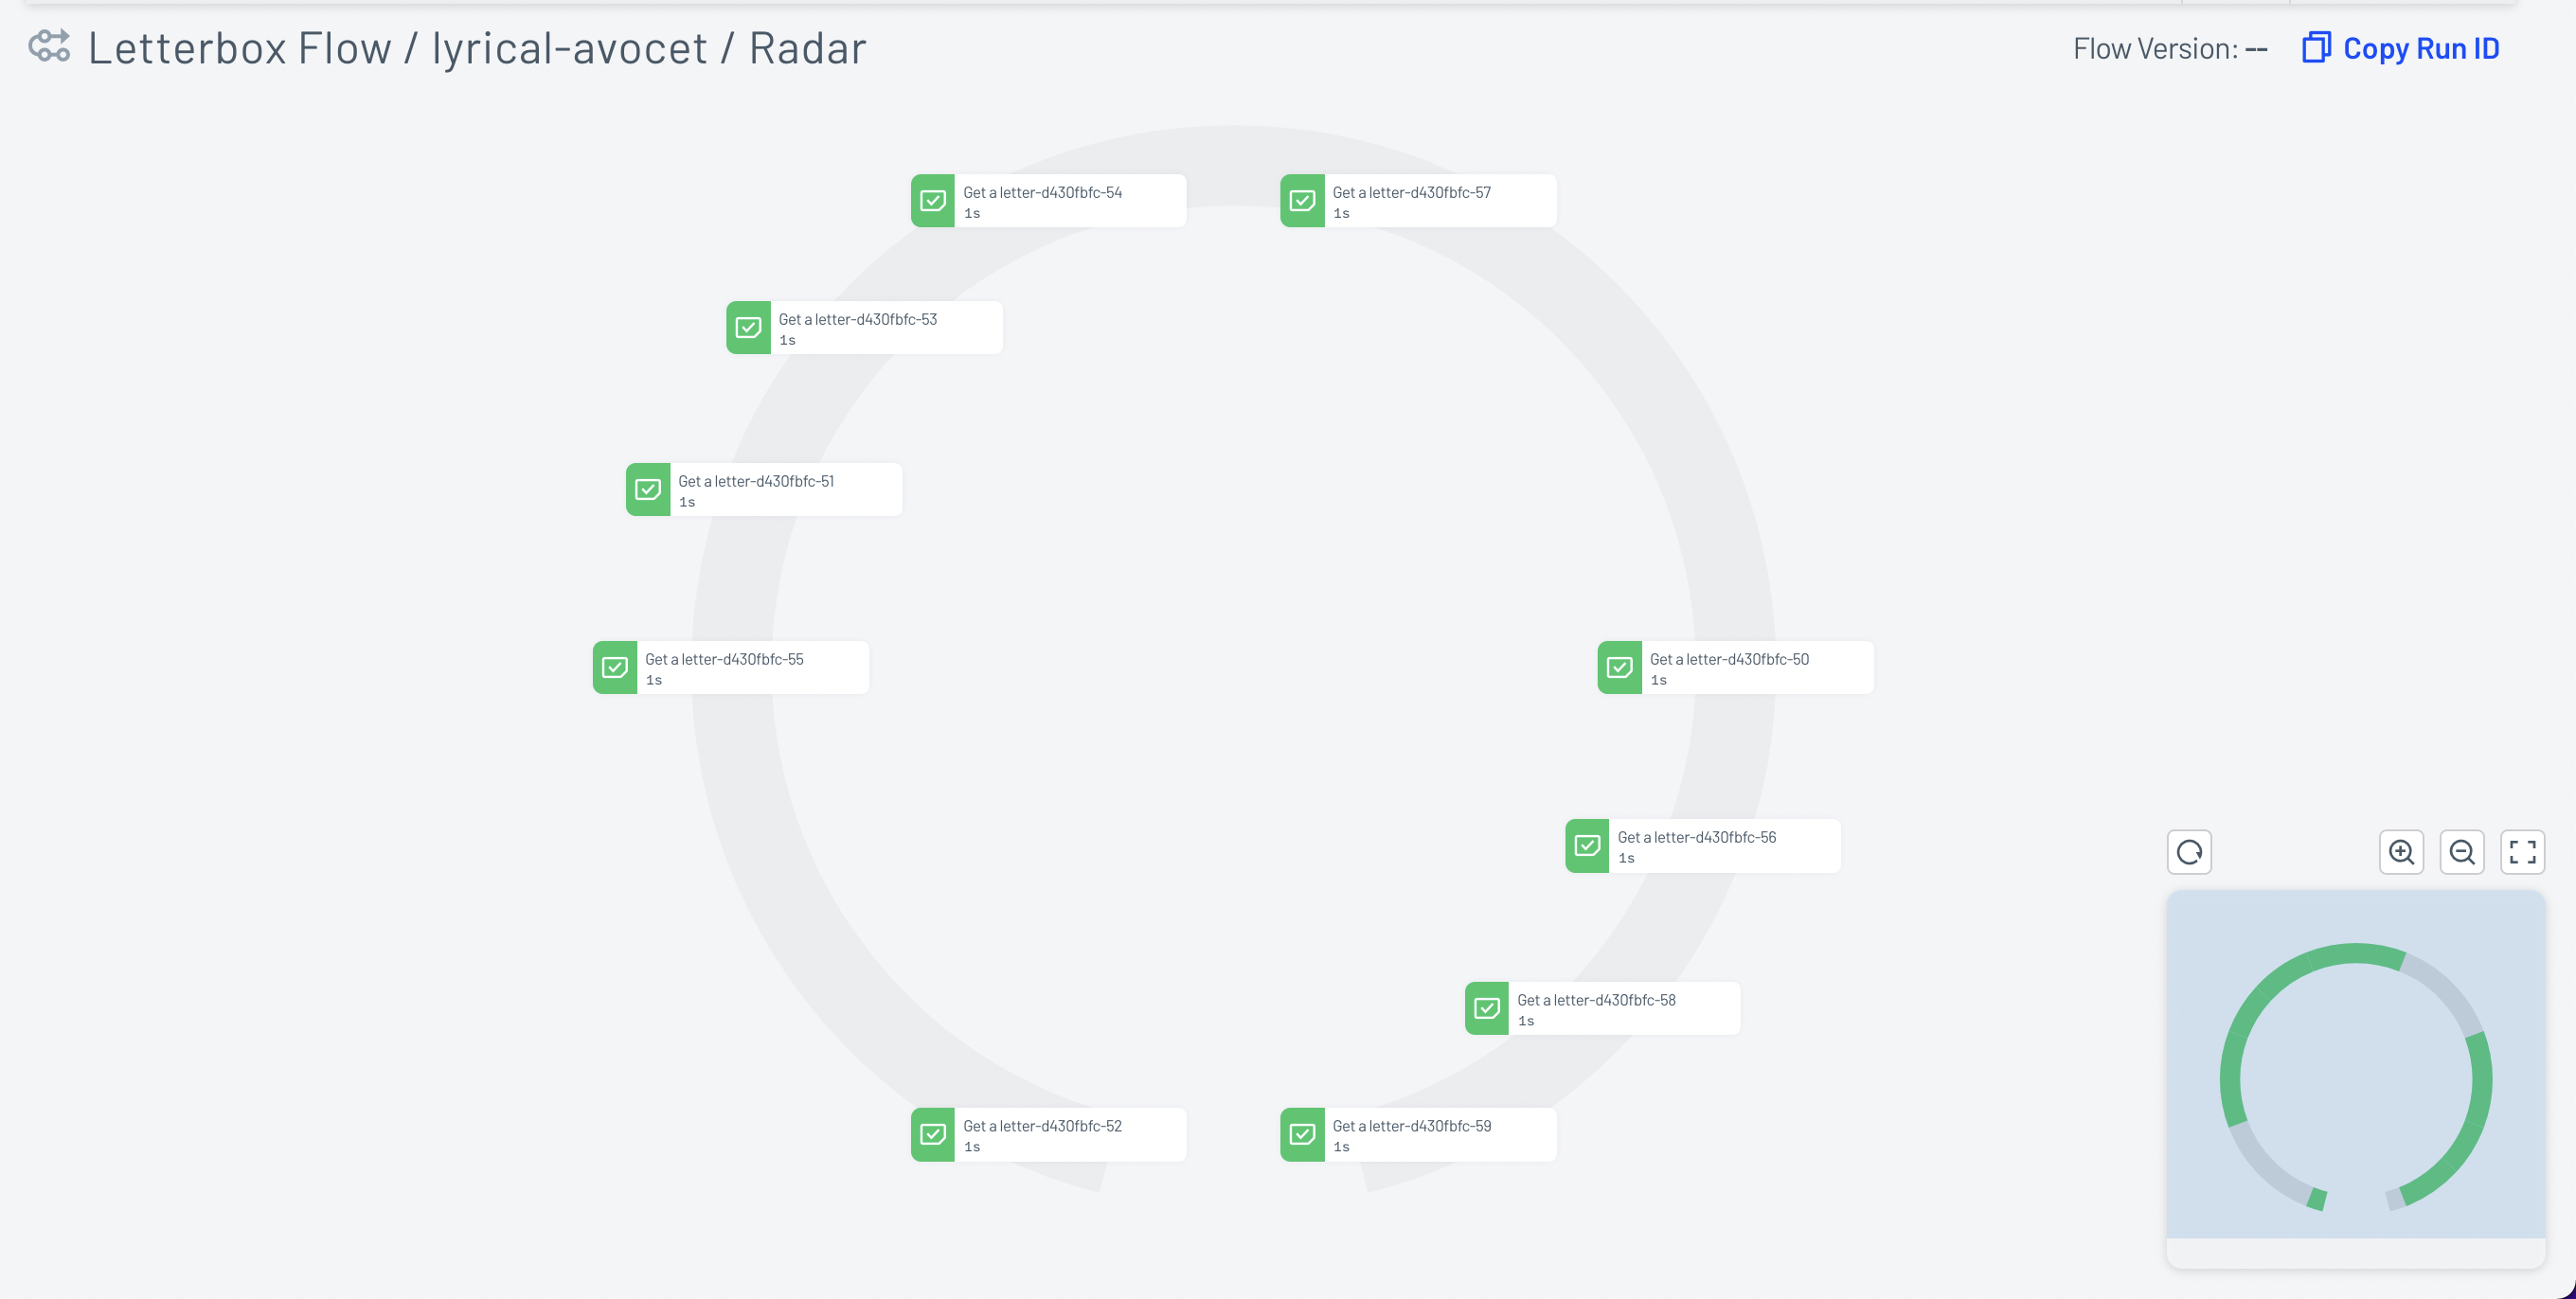 Letterbox Flow / lyrical-avocet / Radar
Flow Version: --
Copy Run ID
Get a letter-d430fbfc-54
1s
Get a letter-d430fbfc-57
1s
Get a letter-d430fbfc-53
1s
Get a letter-d430fbfc-51
1s
Get a letter-d430fbfc-55
1s
Get a letter-d430fbfc-50
1s
Get a letter-d430fbfc-56
1s
Get a letter-d430fbfc-58
1s
Get a letter-d430fbfc-52
1s
Get a letter-d430fbfc-59
1s